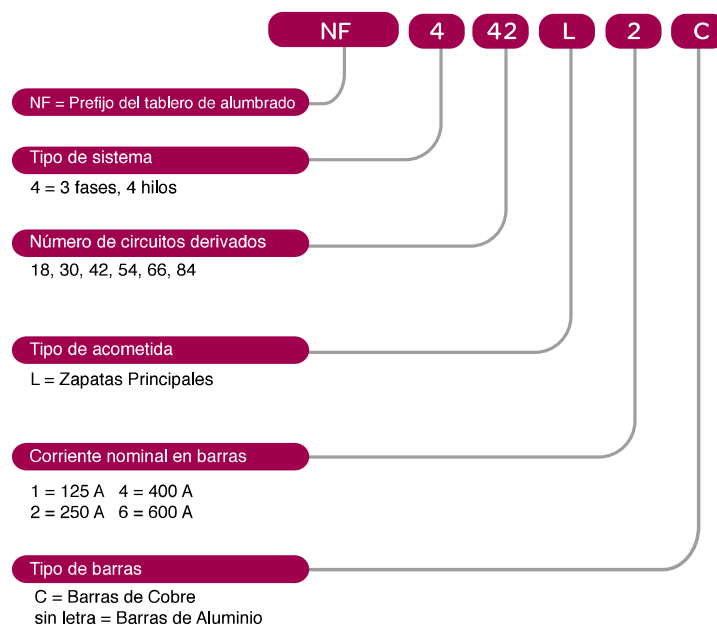 NF 4 42 L 2 C
NF = Prefijo del tablero de alumbrado
Tipo de sistema
4 = 3 fases, 4 hilos
Número de circuitos derivados
18, 30, 42, 54, 66, 84
Tipo de acometida
L = Zapatas Principales
Corriente nominal en barras
1 = 125 A 4 = 400 A
2 = 250 A 6 = 600 A
Tipo de barras
C = Barras de Cobre
sin letra = Barras de Aluminio